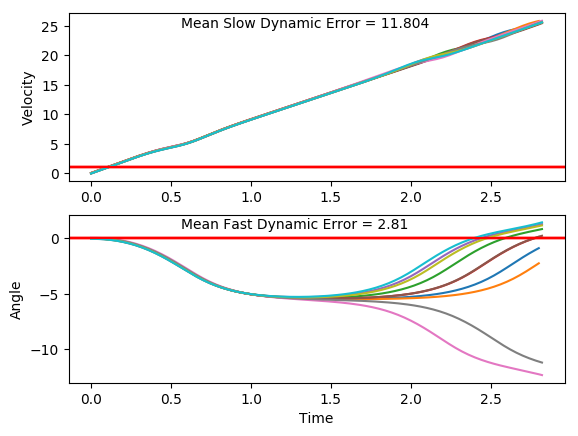 Mean Slow Dynamic Error = 11.804
25
20
15
10
5
0
Velocity
0.0 0.5 1.0 1.5 2.0 2.5
Mean Fast Dynamic Error = 2.81
0
−5
−10
Angle
0.0 0.5 1.0 1.5 2.0 2.5
Time